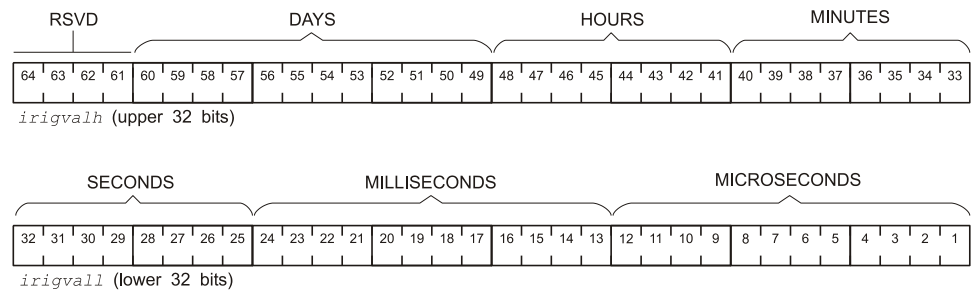 RSVD DAYS HOURS MINUTES
64 63 62 61 60 59 58 57 56 55 54 53 52 51 50 49 48 47 46 45 44 43 42 41 40 39 38 37 36 35 34 33
irigvalh (upper 32 bits)
SECONDS MILLISECONDS MICROSECONDS
32 31 30 29 28 27 26 25 24 23 22 21 20 19 18 17 16 15 14 13 12 11 10 9 8 7 6 5 4 3 2 1
irigvall (lower 32 bits)